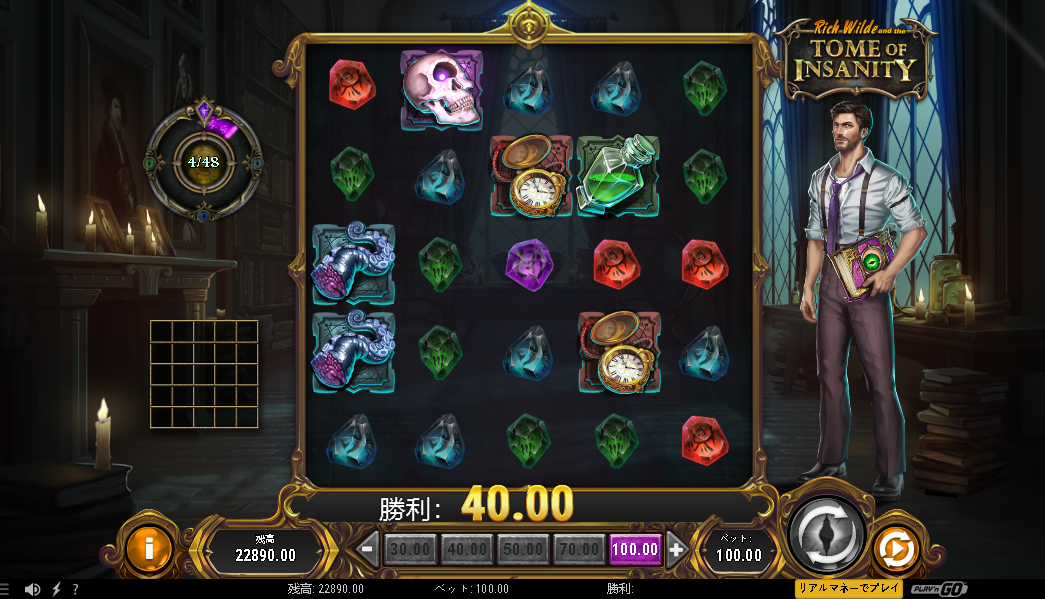 Rich Wilde and the
TOME OF
INSANITY
4/48
勝利: 40.00
残高
22890.00
- 30.00 40.00 50.00 70.00 100.00 +
ベット:
100.00
残高: 22890.00 ベット: 100.00 勝利: リアルマネーでプレイ PLAY'N GO
?